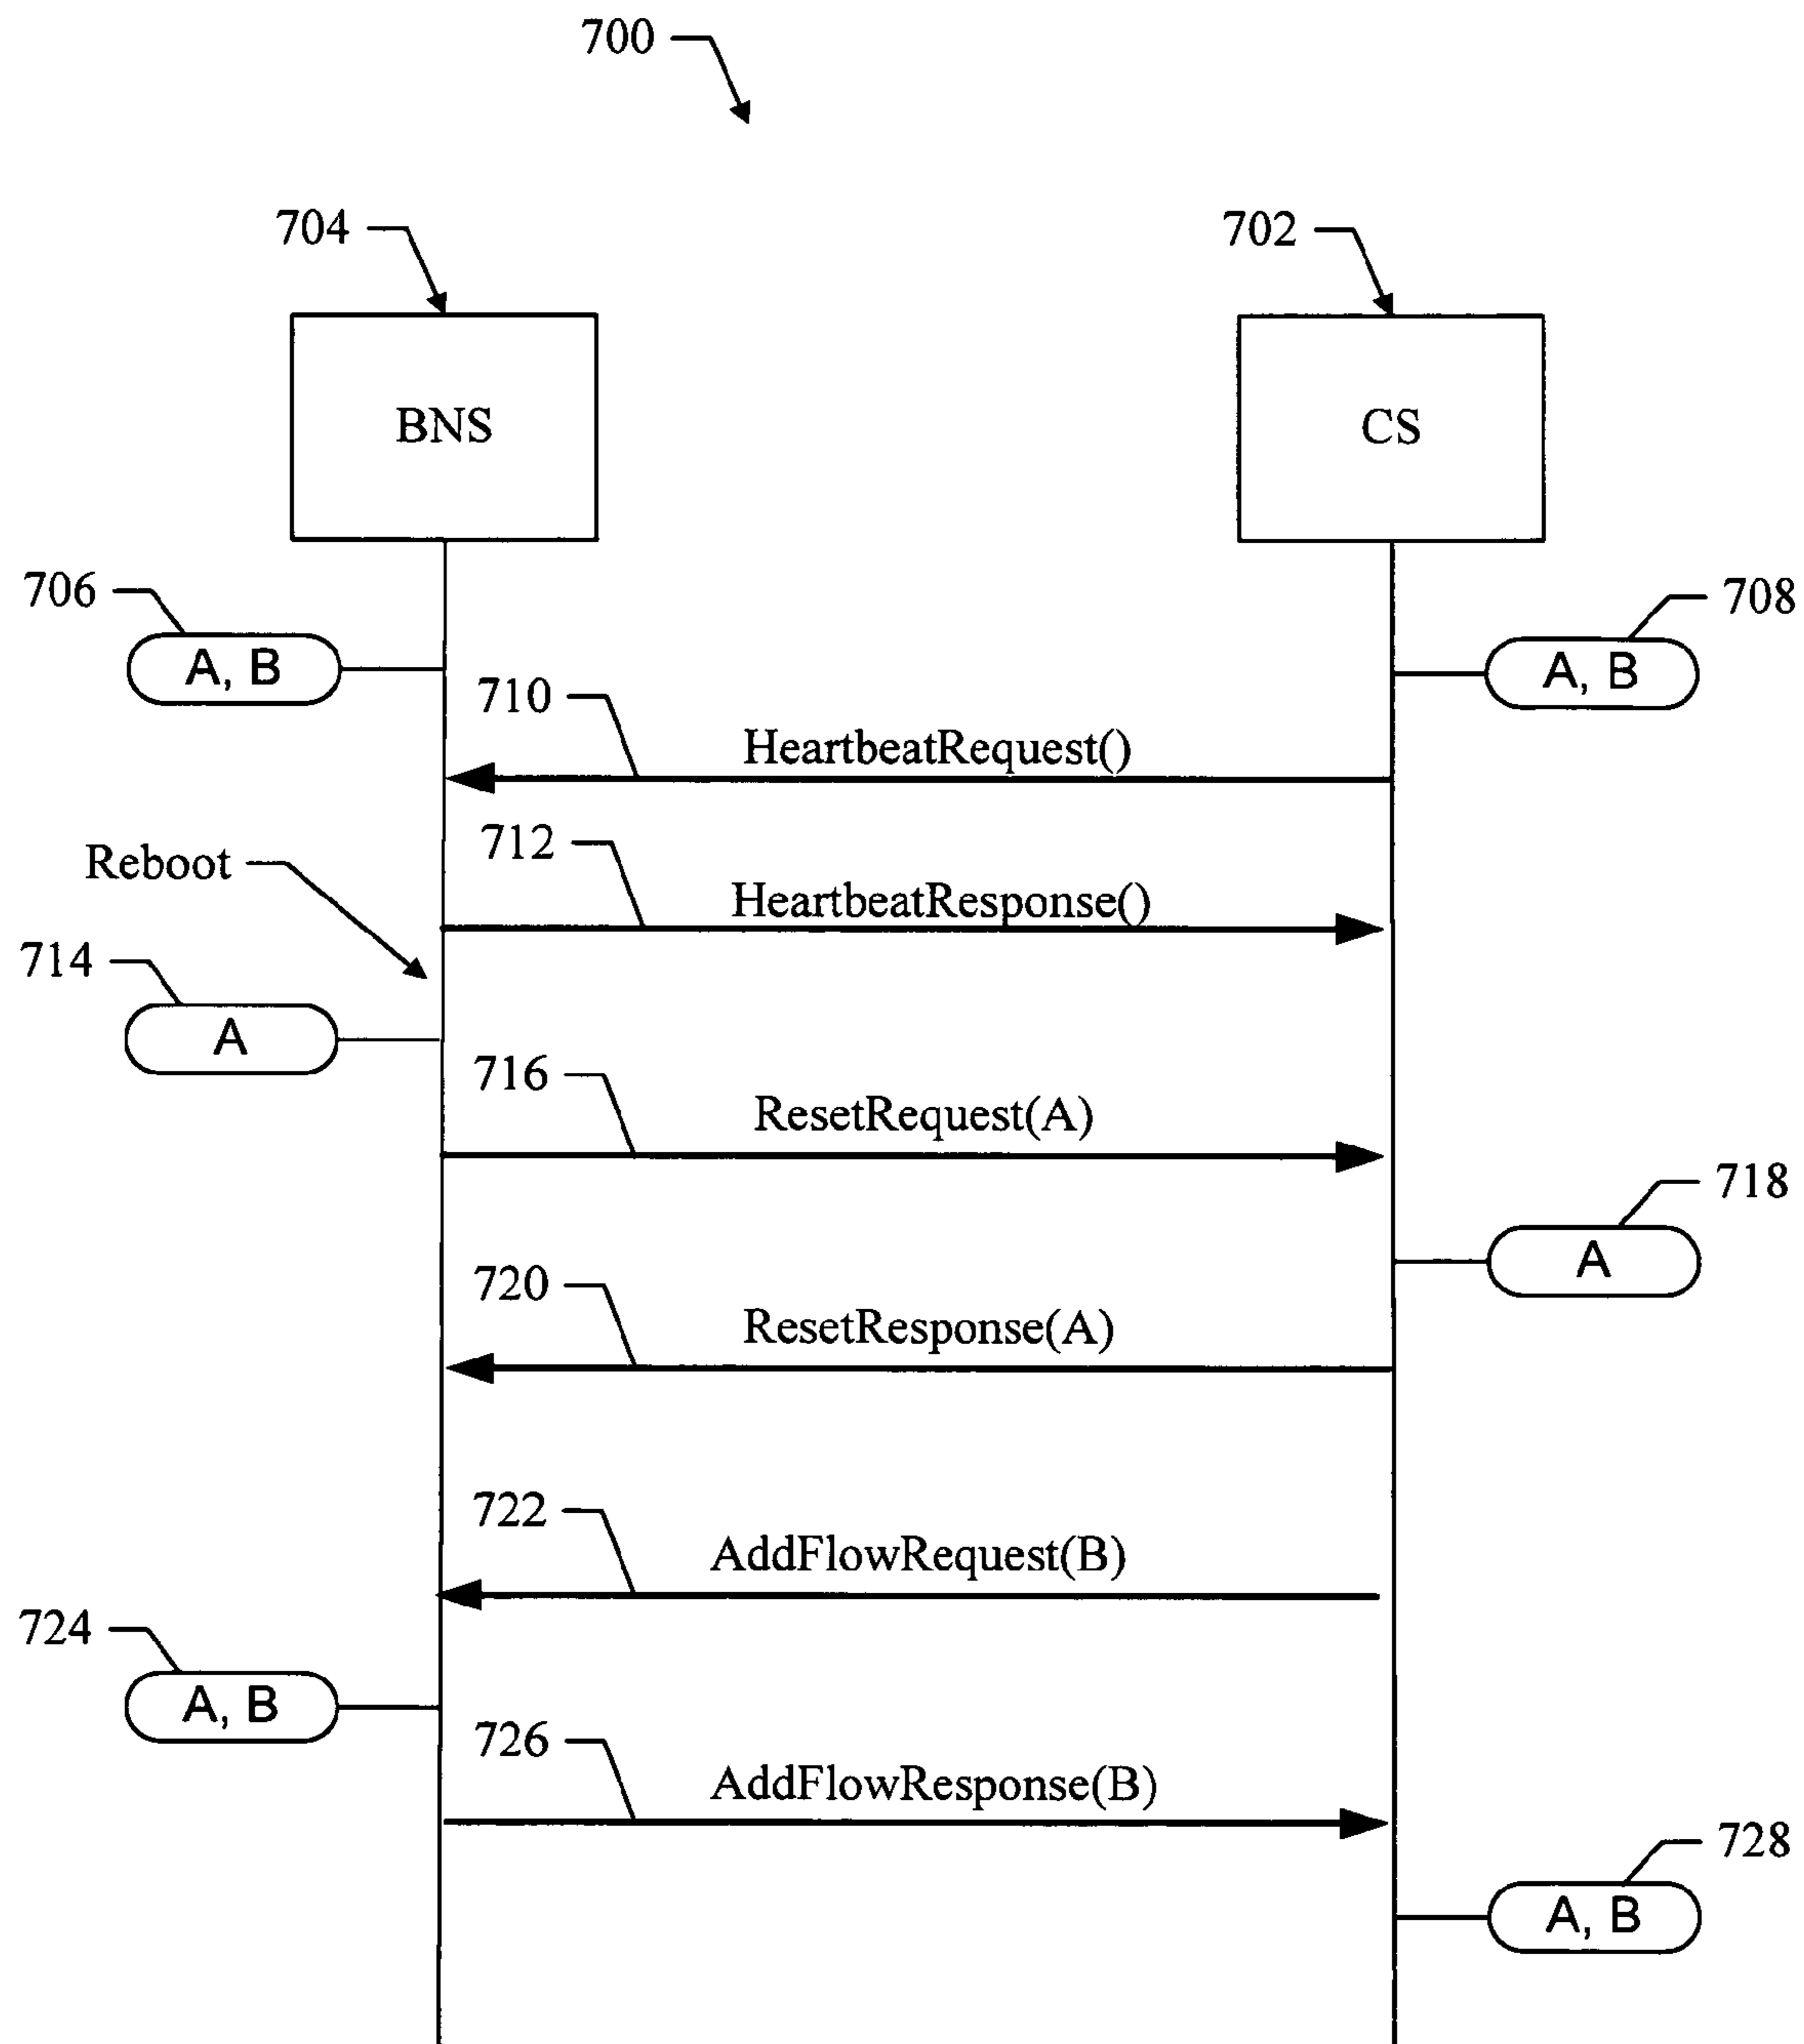 700
704
702
BNS
CS
706
708
A, B
A, B
710
HeartbeatRequest()
712
Reboot
HeartbeatResponse()
714
A
716
ResetRequest(A)
718
A
720
ResetResponse(A)
722
AddFlowRequest(B)
724
A, B
726
AddFlowResponse(B)
728
A, B